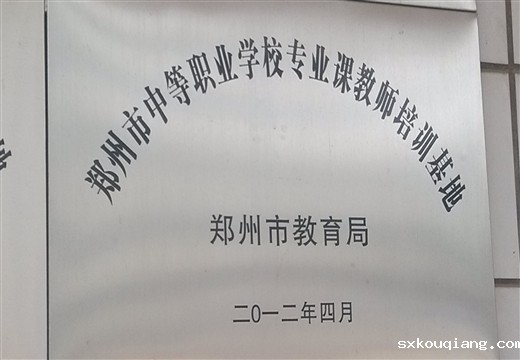 郑州市中等职业学校专业课教师培训基地
郑州市教育局
二〇一二年四月
sxkouqiang.com